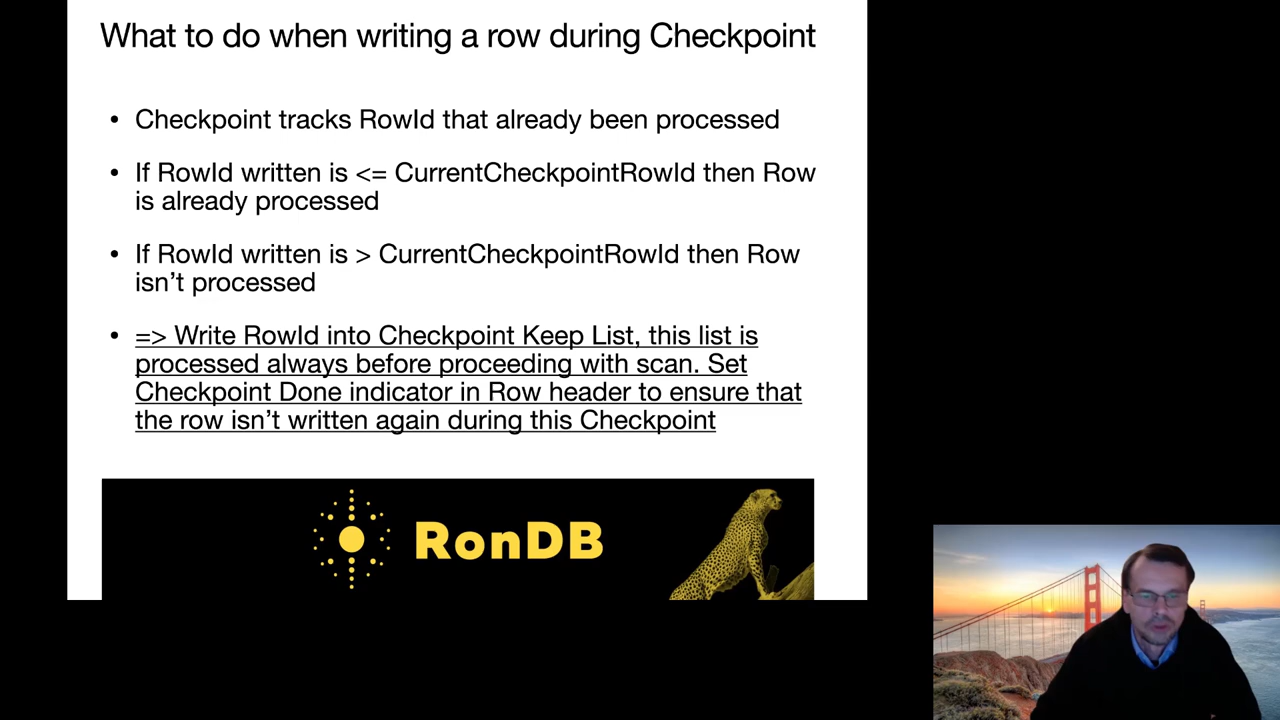 What to do when writing a row during Checkpoint
• Checkpoint tracks RowId that already been processed
• If RowId written is <= CurrentCheckpointRowId then Row
is already processed
• If RowId written is > CurrentCheckpointRowId then Row
isn’t processed
• => Write RowId into Checkpoint Keep List, this list is
processed always before proceeding with scan. Set
Checkpoint Done indicator in Row header to ensure that
the row isn’t written again during this Checkpoint
RonDB